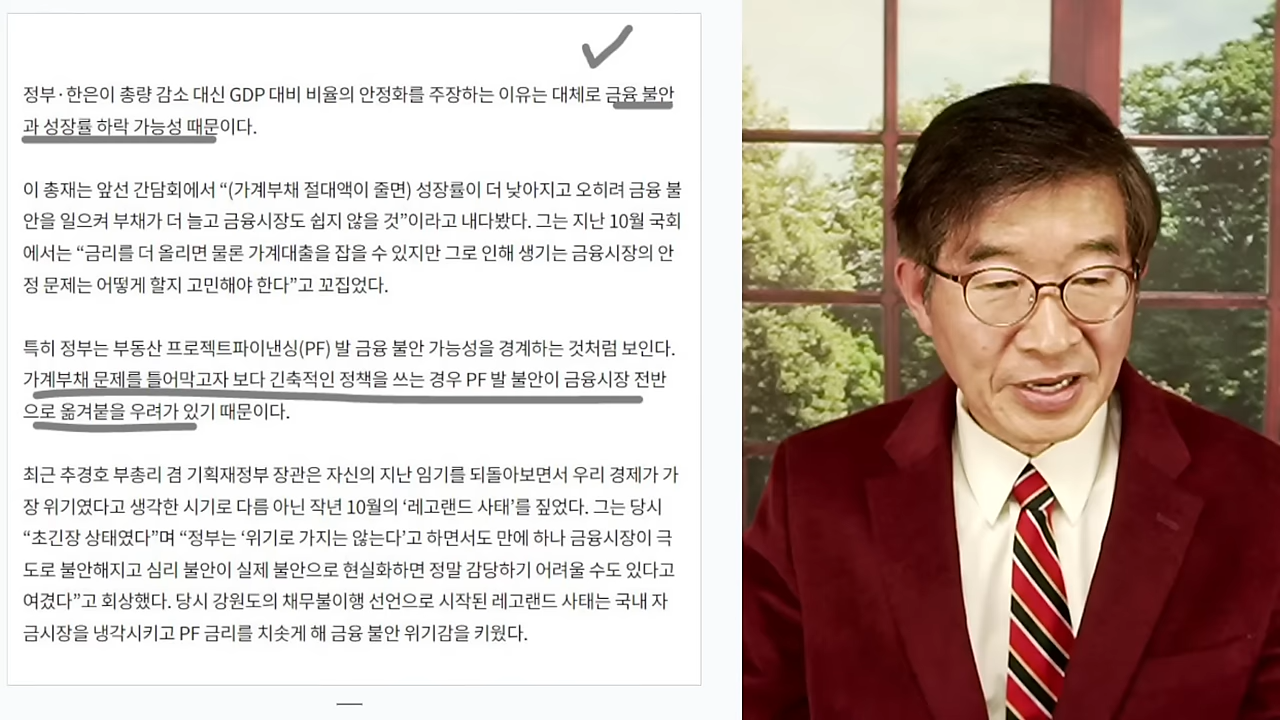 정부·한은이 총량 감소 대신 GDP 대비 비율의 안정화를 주장하는 이유는 대체로 금융 불안
과 성장률 하락 가능성 때문이다.
이 총재는 앞선 간담회에서 “(가계부채 절대액이 줄면) 성장률이 더 낮아지고 오히려 금융 불
안을 일으켜 부채가 더 늘고 금융시장도 쉽지 않을 것”이라고 내다봤다. 그는 지난 10월 국회
에서는 “금리를 더 올리면 물론 가계대출을 잡을 수 있지만 그로 인해 생기는 금융시장의 안
정 문제는 어떻게 할지 고민해야 한다”고 꼬집었다.
특히 정부는 부동산 프로젝트파이낸싱(PF) 발 금융 불안 가능성을 경계하는 것처럼 보인다.
가계부채 문제를 틀어막고자 보다 긴축적인 정책을 쓰는 경우 PF 발 불안이 금융시장 전반
으로 옮겨붙을 우려가 있기 때문이다.
최근 추경호 부총리 겸 기획재정부 장관은 자신의 지난 임기를 되돌아보면서 우리 경제가 가
장 위기였다고 생각한 시기로 다름 아닌 작년 10월의 ‘레고랜드 사태’를 짚었다. 그는 당시
“초긴장 상태였다”며 “정부는 ‘위기로 가지는 않는다’고 하면서도 만에 하나 금융시장이 극
도로 불안해지고 심리 불안이 실제 불안으로 현실화하면 정말 감당하기 어려울 수도 있다고
여겼다”고 회상했다. 당시 강원도의 채무불이행 선언으로 시작된 레고랜드 사태는 국내 자
금시장을 냉각시키고 PF 금리를 치솟게 해 금융 불안 위기감을 키웠다.